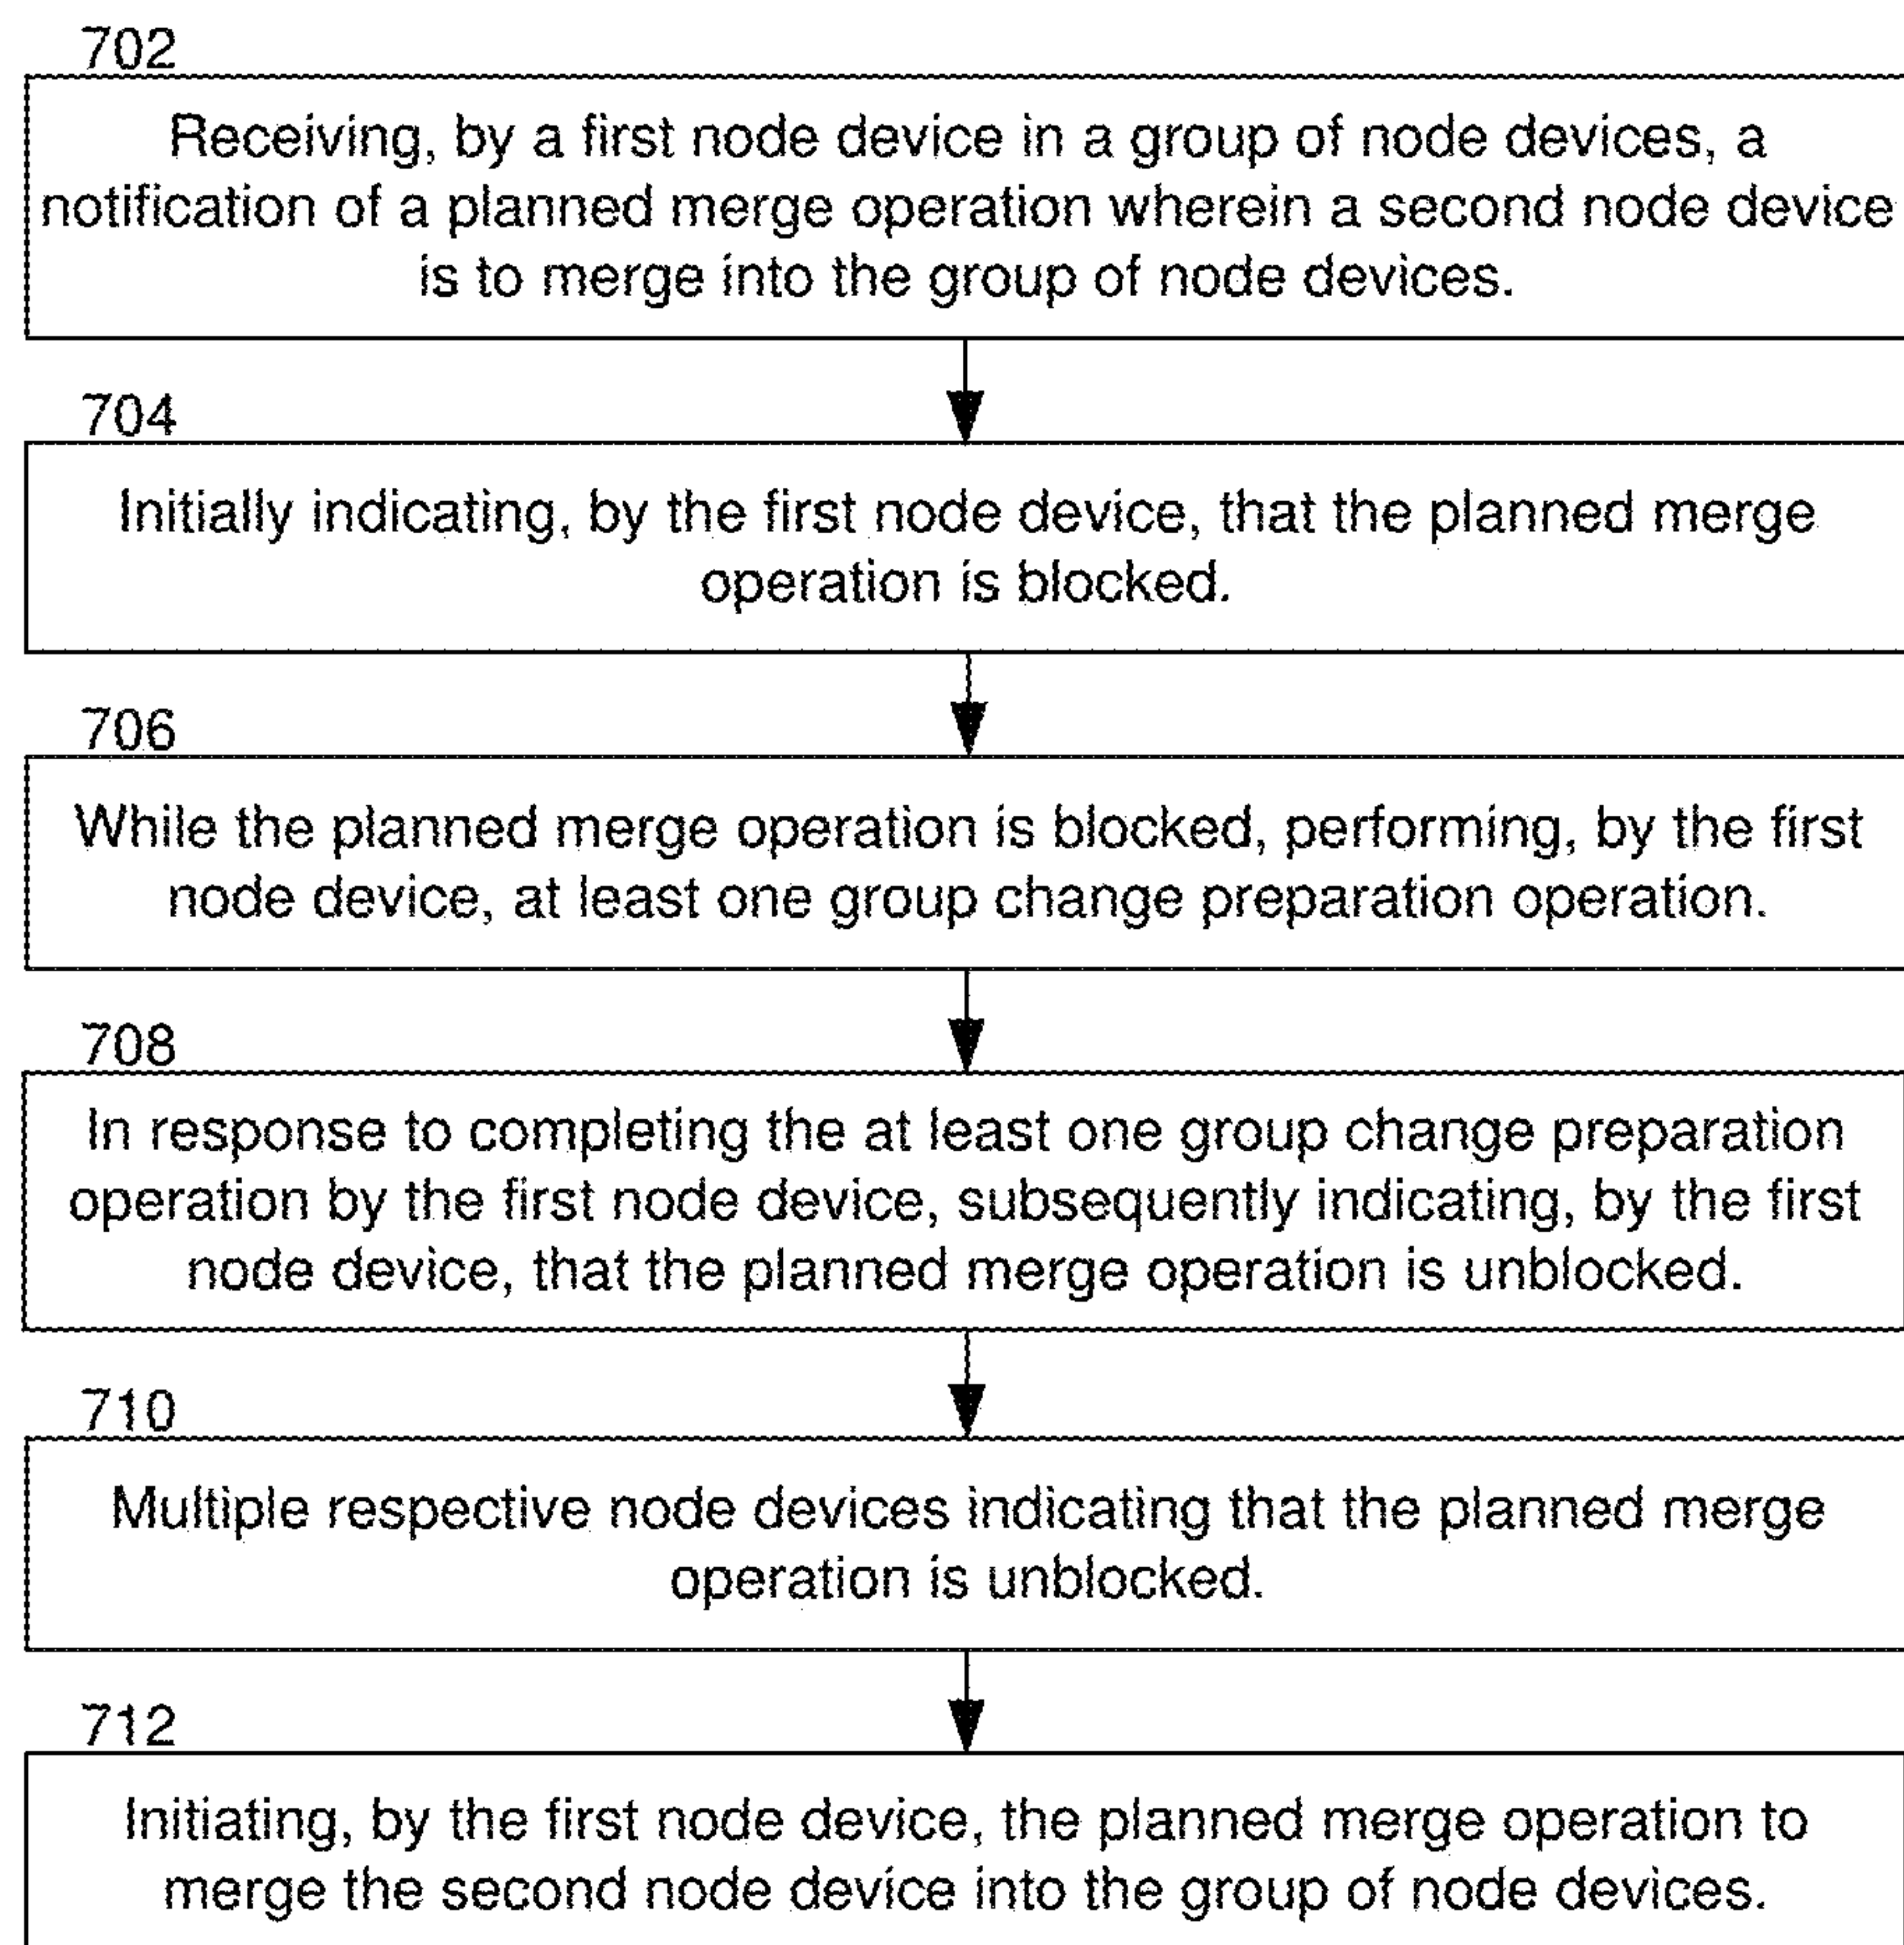 702
Receiving, by a first node device in a group of node devices, a
notification of a planned merge operation wherein a second node device
is to merge into the group of node devices.
704
Initially indicating, by the first node device, that the planned merge
operation is blocked.
706
While the planned merge operation is blocked, performing, by the first
node device, at least one group change preparation operation.
708
In response to completing the at least one group change preparation
operation by the first node device, subsequently indicating, by the first
node device, that the planned merge operation is unblocked.
710
Multiple respective node devices indicating that the planned merge
operation is unblocked.
712
Initiating, by the first node device, the planned merge operation to
merge the second node device into the group of node devices.